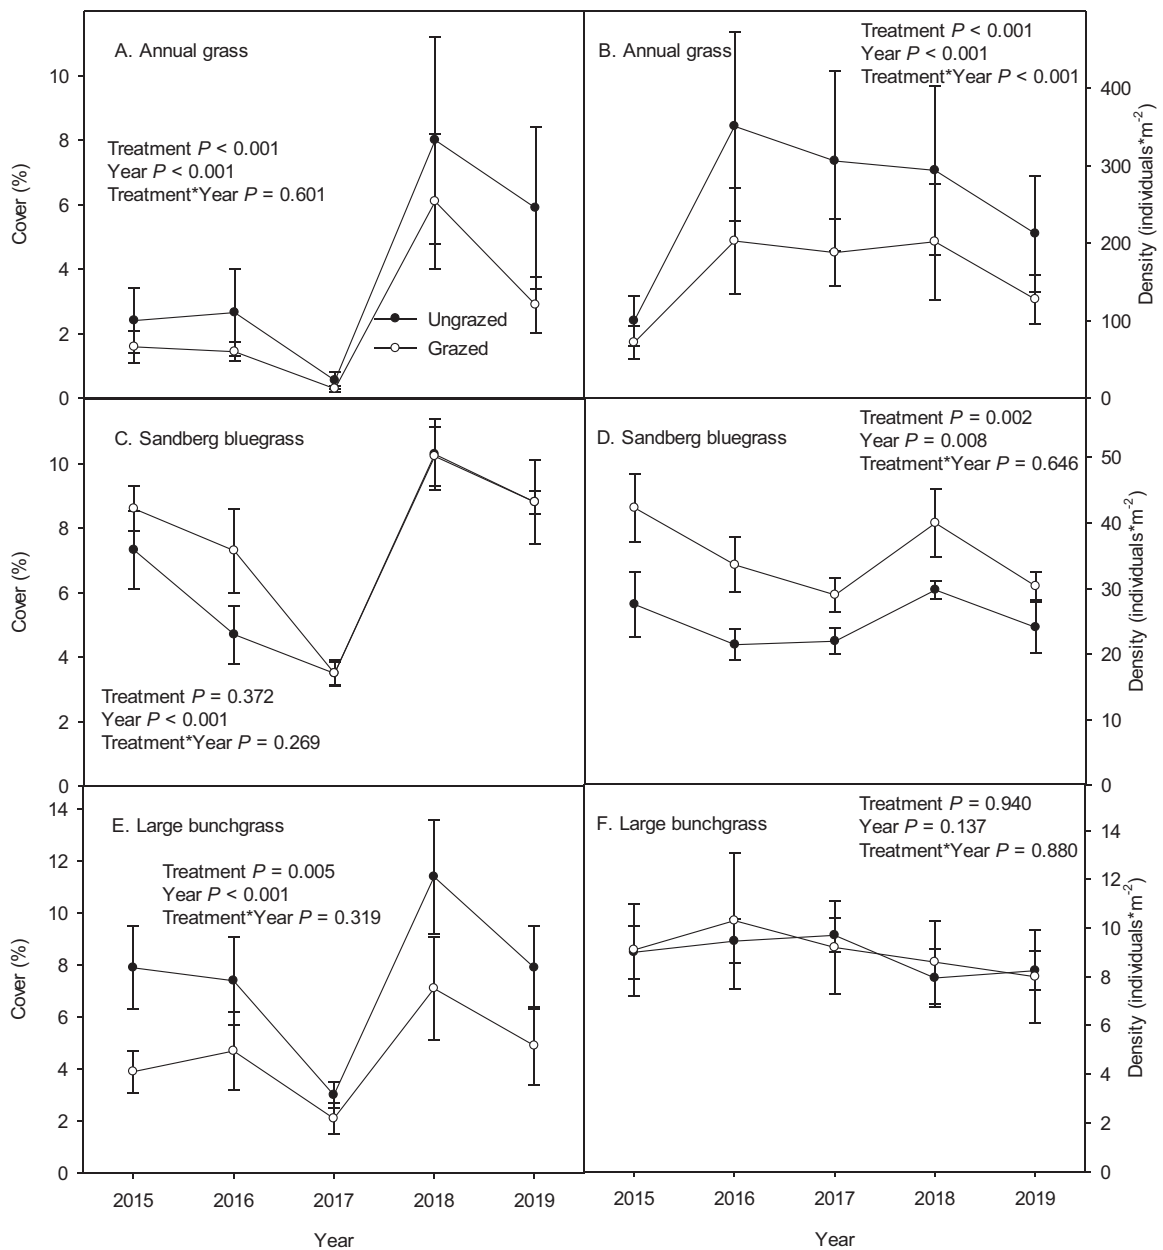 A. Annual grass
Treatment P < 0.001
Year P < 0.001
Treatment*Year P = 0.601
Ungrazed
Grazed
Cover (%)
10
8
6
4
2
0
B. Annual grass
Treatment P < 0.001
Year P < 0.001
Treatment*Year P < 0.001
400
300
200
100
0
Density (individuals*m-2)
C. Sandberg bluegrass
Treatment P = 0.372
Year P < 0.001
Treatment*Year P = 0.269
Cover (%)
10
8
6
4
2
0
D. Sandberg bluegrass
Treatment P = 0.002
Year P = 0.008
Treatment*Year P = 0.646
50
40
30
20
10
0
Density (individuals*m-2)
E. Large bunchgrass
Treatment P = 0.005
Year P < 0.001
Treatment*Year P = 0.319
Cover (%)
14
12
10
8
6
4
2
0
2015 2016 2017 2018 2019
Year
F. Large bunchgrass
Treatment P = 0.940
Year P = 0.137
Treatment*Year P = 0.880
14
12
10
8
6
4
2
0
Density (individuals*m-2)
2015 2016 2017 2018 2019
Year